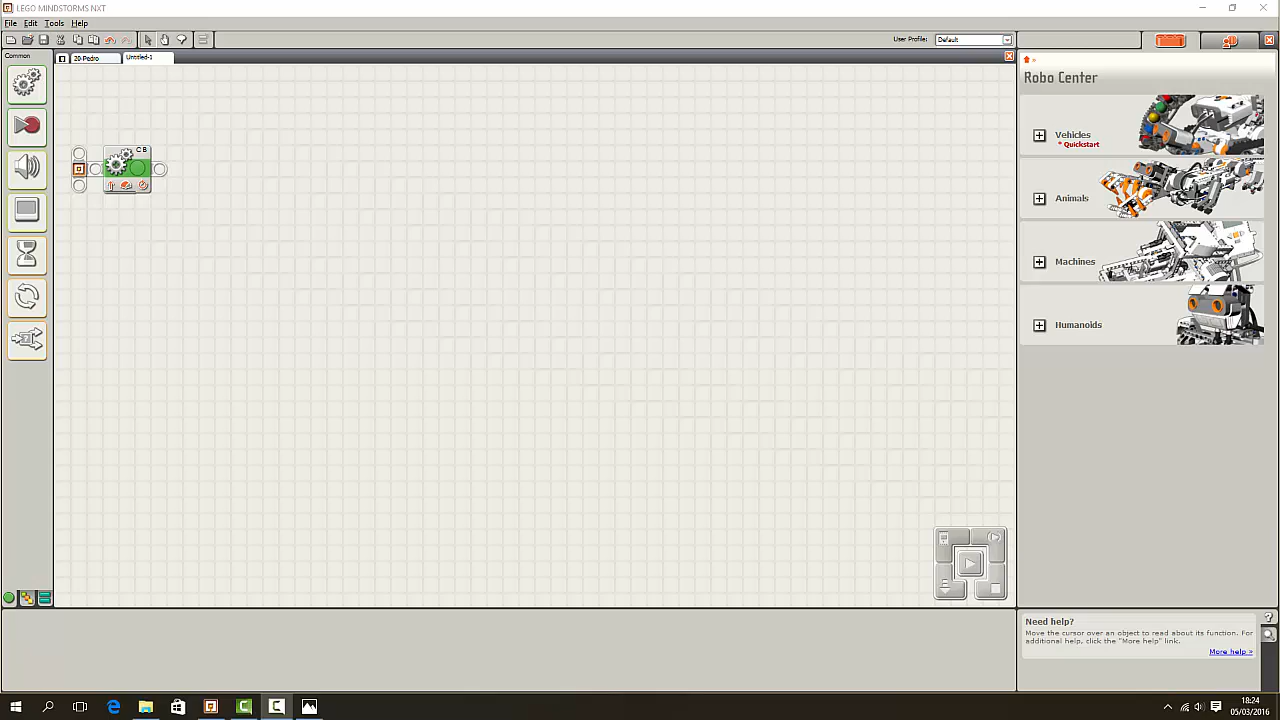 LEGO MINDSTORMS NXT
File Edit Tools Help
User Profile: Default
Common
20-Pedro
Untitled-1
C B
Robo Center
Vehicles
* Quickstart
Animals
Machines
Humanoids
Need help?
Move the cursor over an object to read about its function. For
additional help, click the "More help" link.
More help »
18:24
05/03/2016